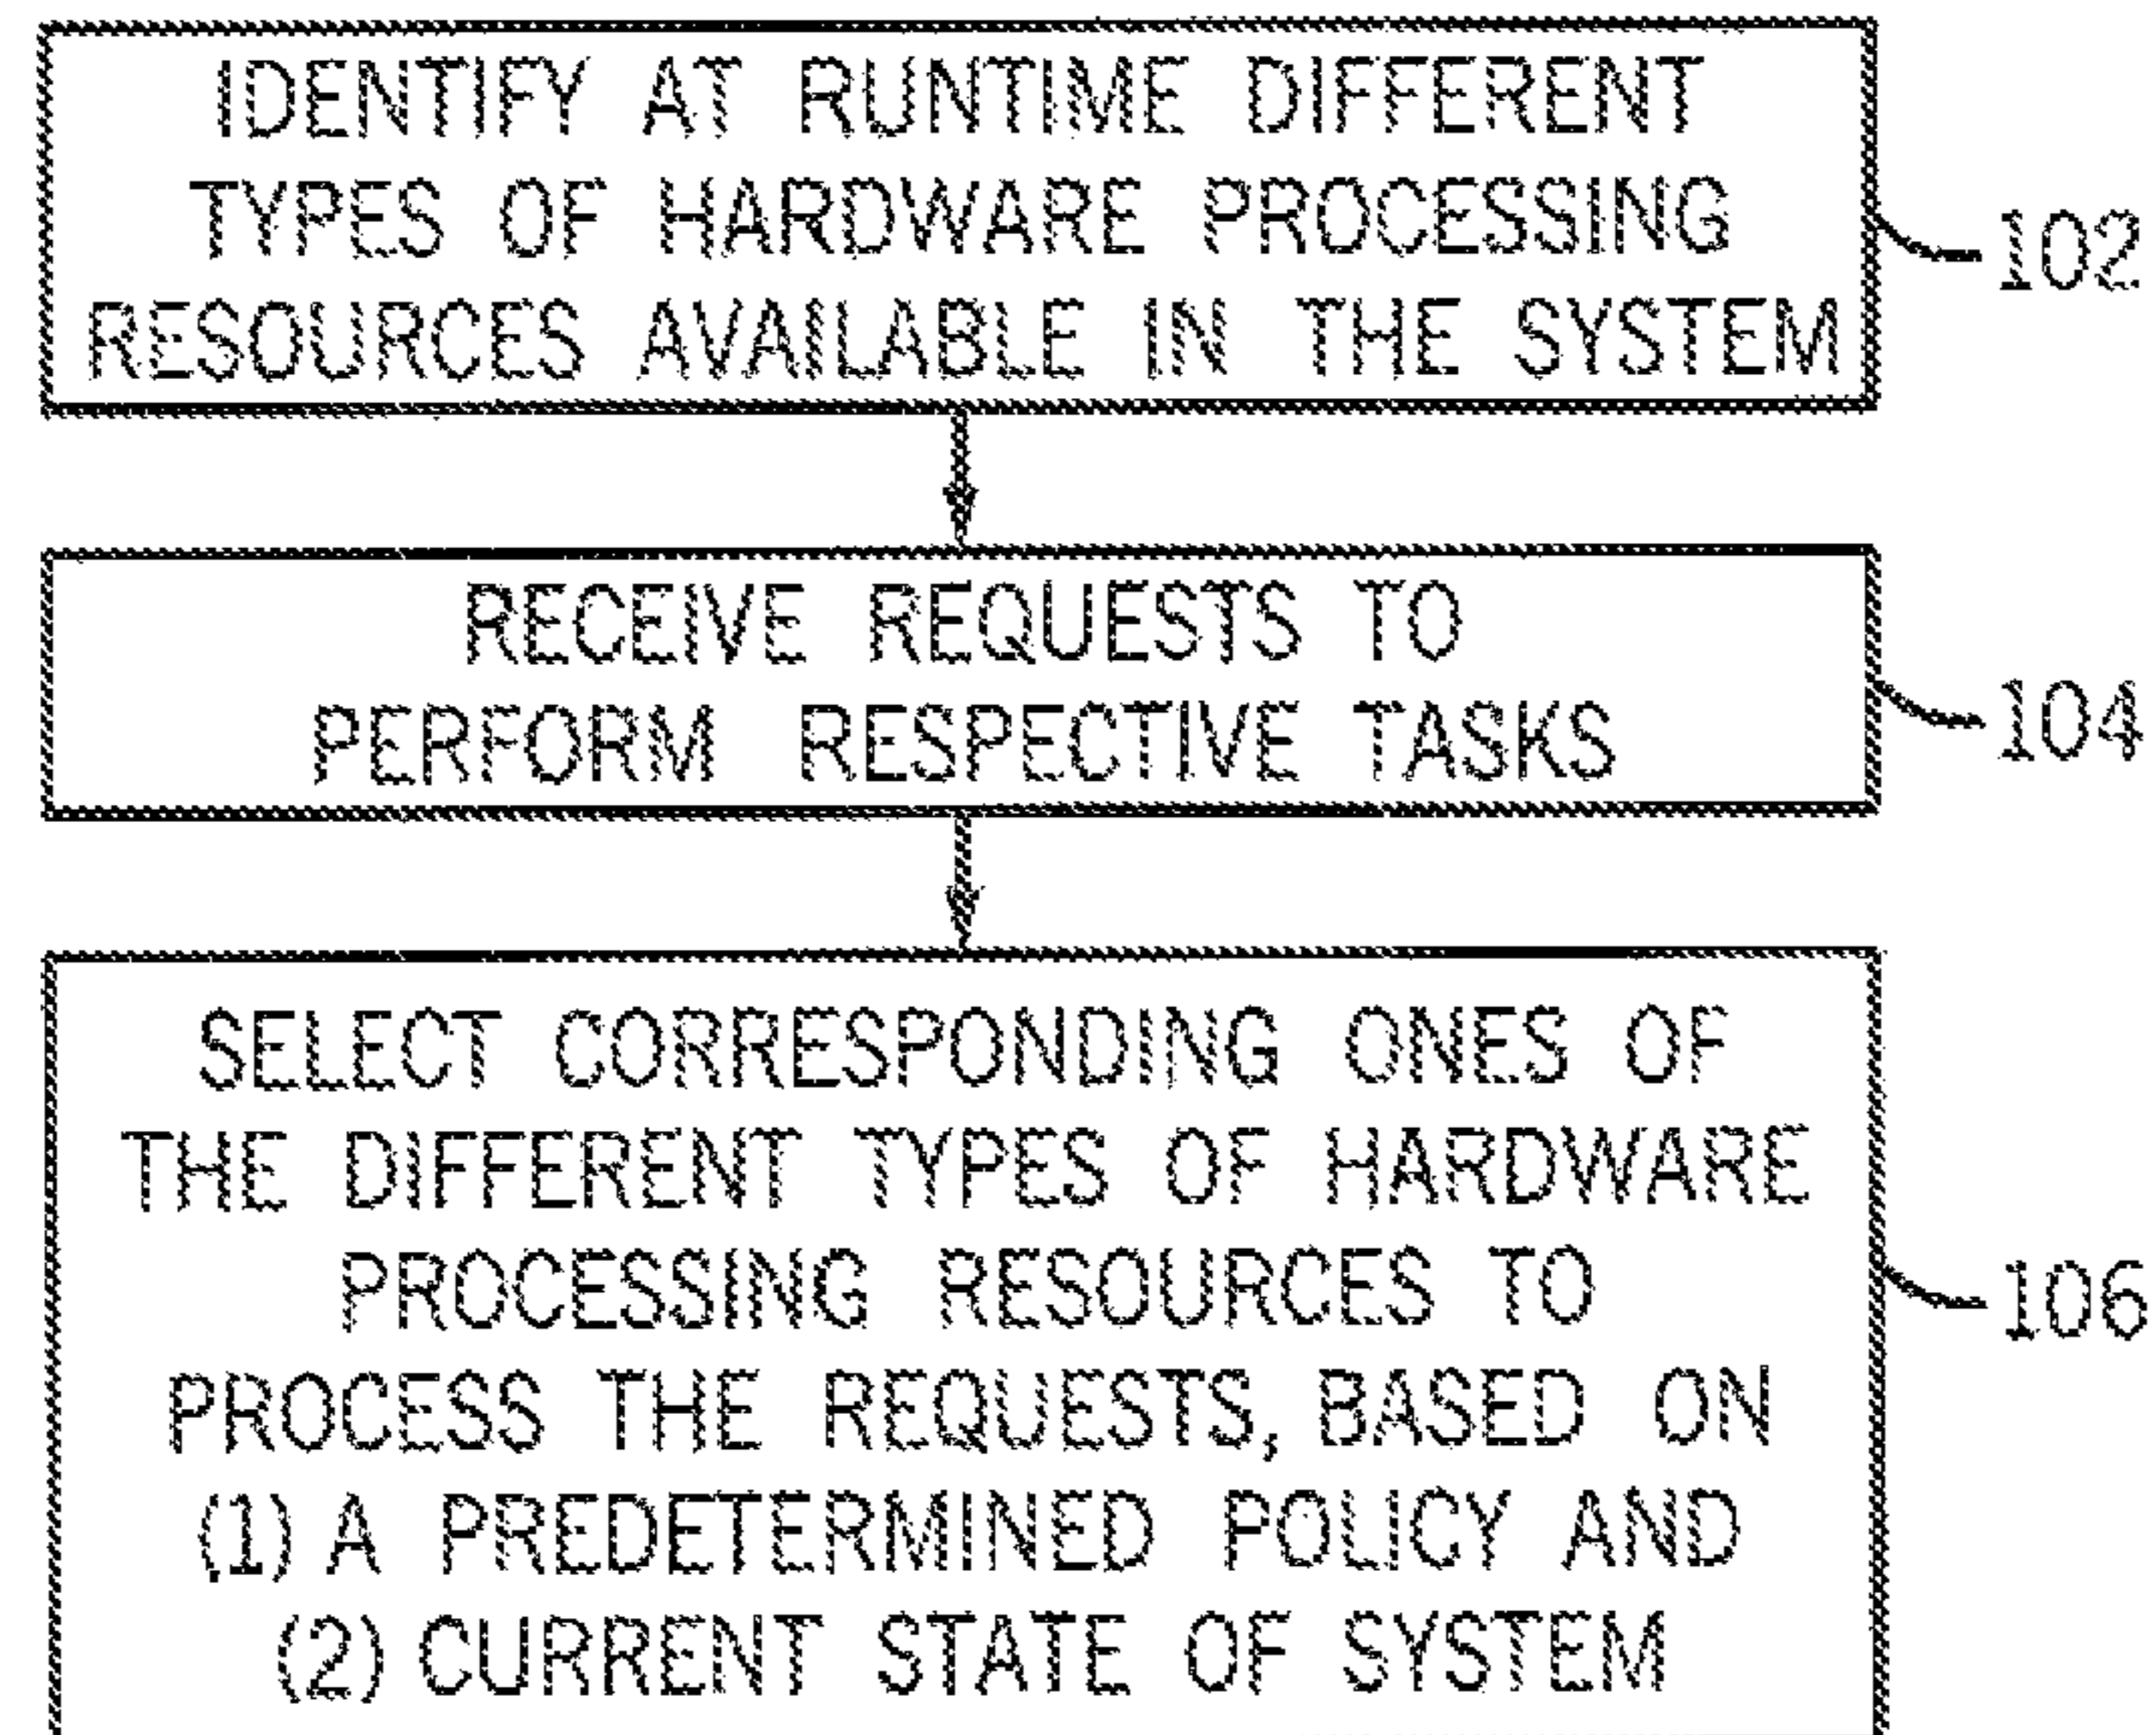 IDENTIFY AT RUNTIME DIFFERENT
TYPES OF HARDWARE PROCESSING
RESOURCES AVAILABLE IN THE SYSTEM
102
RECEIVE REQUESTS TO
PERFORM RESPECTIVE TASKS
104
SELECT CORRESPONDING ONES OF
THE DIFFERENT TYPES OF HARDWARE
PROCESSING RESOURCES TO
PROCESS THE REQUESTS, BASED ON
(1) A PREDETERMINED POLICY AND
(2) CURRENT STATE OF SYSTEM
106